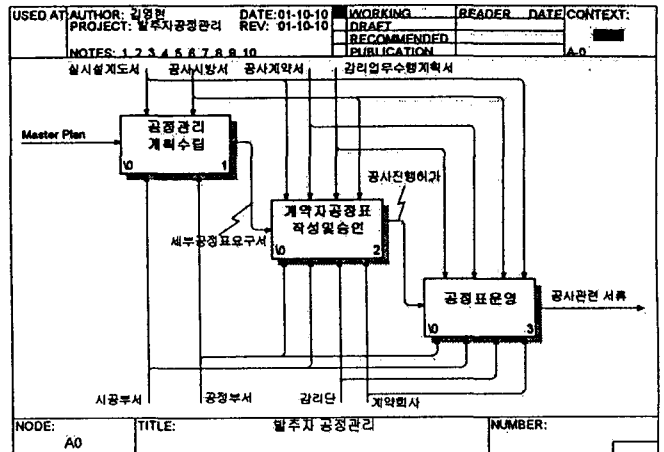 USED AT:
AUTHOR: 김영현
DATE:01-10-10
WORKING
READER
DATE
CONTEXT:
PROJECT: 발주자공정관리
REV: 01-10-10
DRAFT
RECOMMENDED
NOTES: 1 2 3 4 5 6 7 8 9 10
PUBLICATION
A-0
실시설계도서
공사시방서
공사계약서
감리업무수행계획서
Master Plan
공정관리
계획수립
\0
1
공사진행허가
계약자공정표
작성및승인
\0
2
세부공정표요구서
공정표운영
\0
3
공사관련 서류
시공부서
공정부서
감리단
계약회사
NODE:
A0
TITLE:
발주자 공정관리
NUMBER: